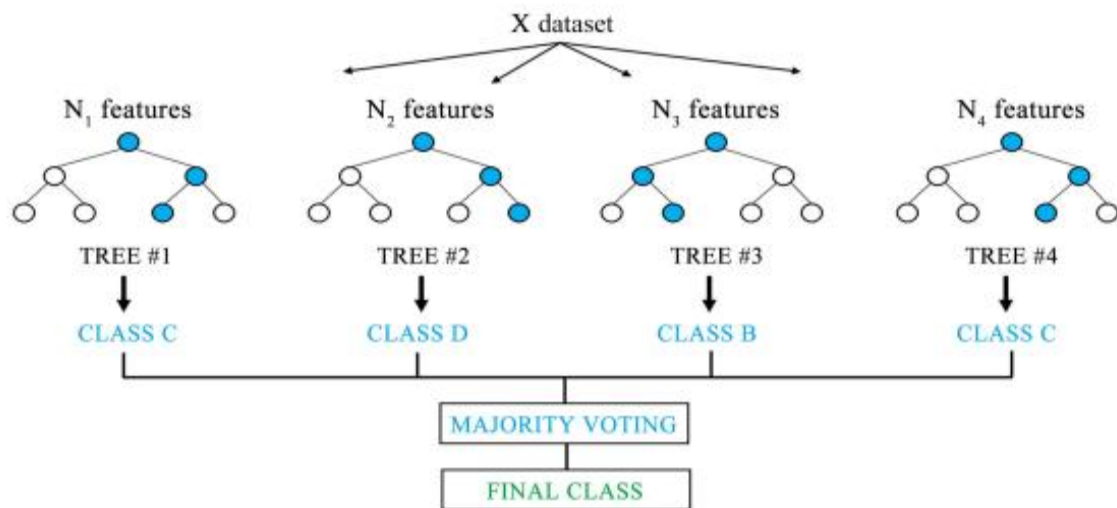 X dataset
N₁ features N₂ features N₃ features N₄ features
TREE #1 TREE #2 TREE #3 TREE #4
CLASS C CLASS D CLASS B CLASS C
MAJORITY VOTING
FINAL CLASS